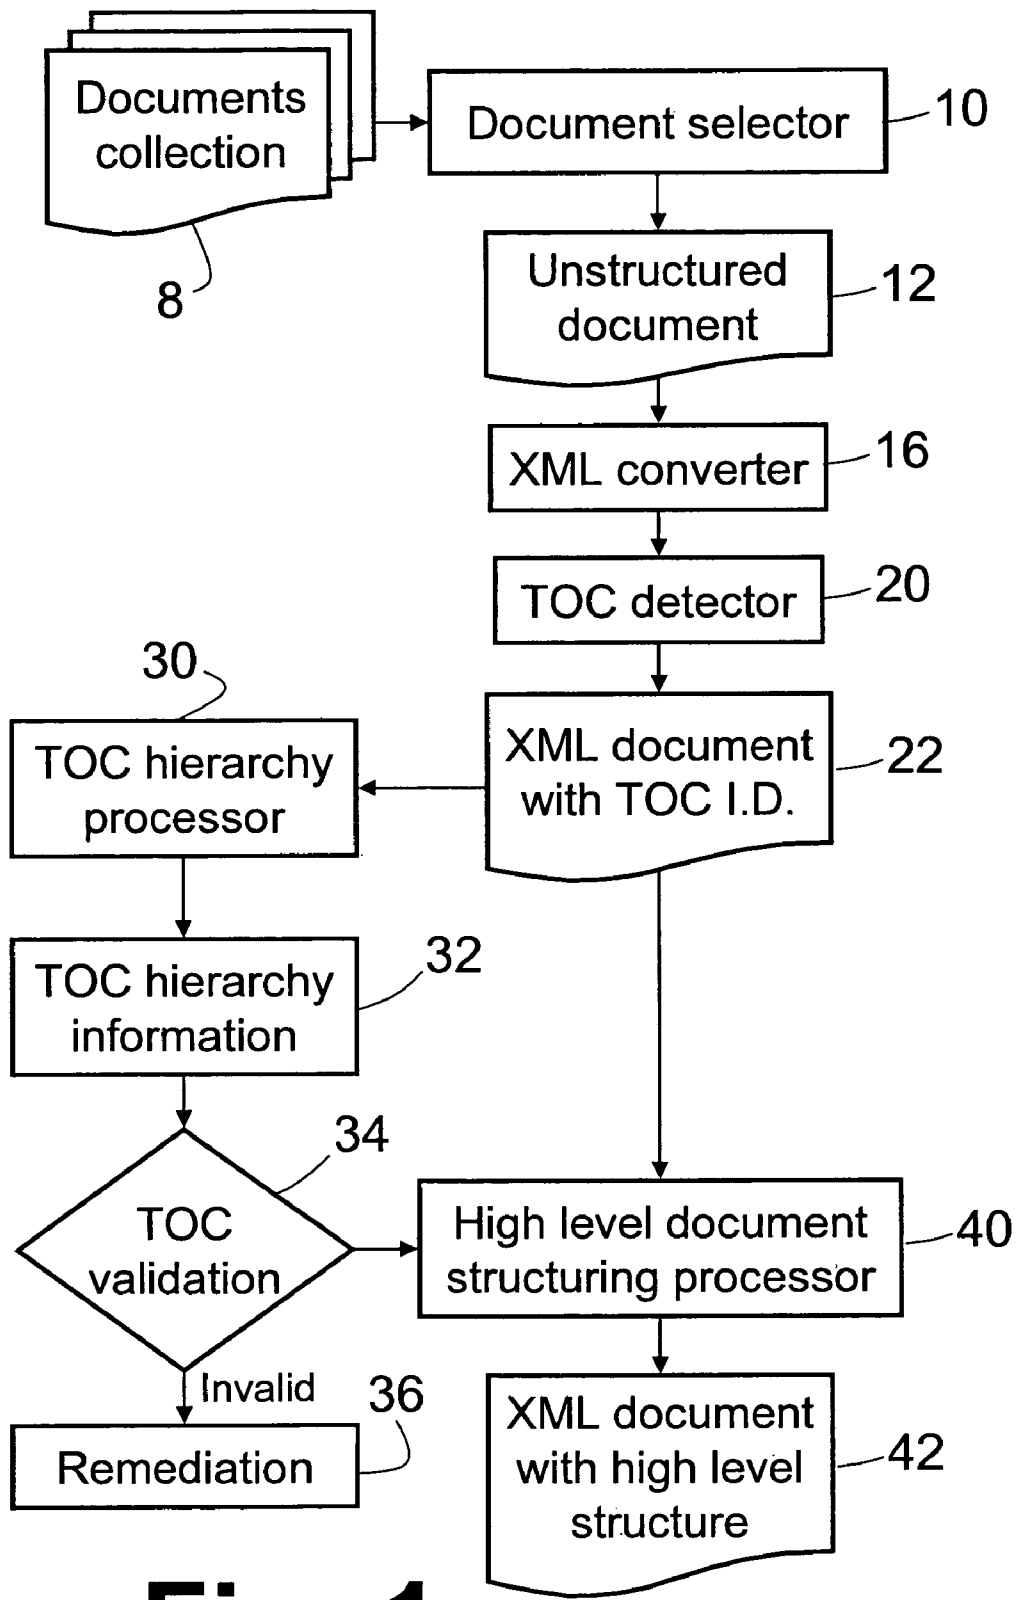 Documents
collection
8
Document selector
10
Unstructured
document
12
XML converter
16
TOC detector
20
XML document
with TOC I.D.
22
30
TOC hierarchy
processor
TOC hierarchy
information
32
34
TOC
validation
High level document
structuring processor
40
Invalid
36
Remediation
XML document
with high level
structure
42